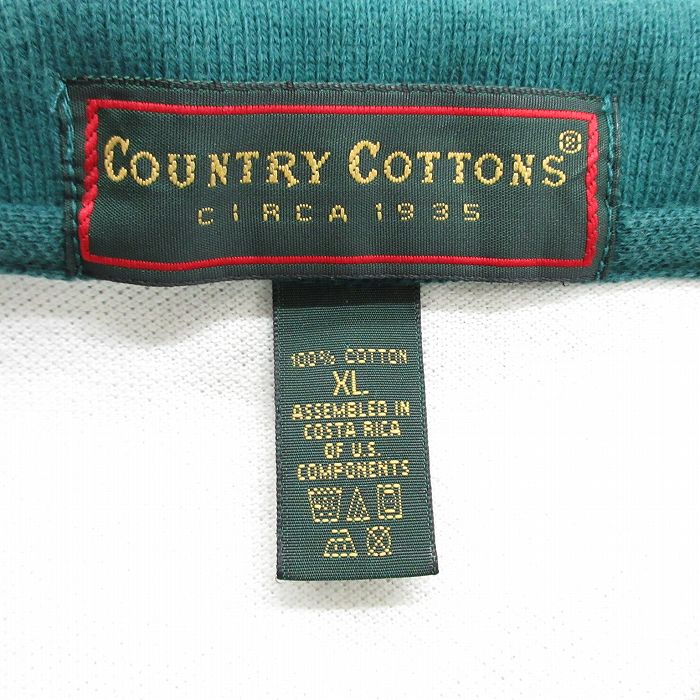 COUNTRY COTTONS®
CIRCA 1935
100% COTTON
XL
ASSEMBLED IN
COSTA RICA
OF U.S.
COMPONENTS